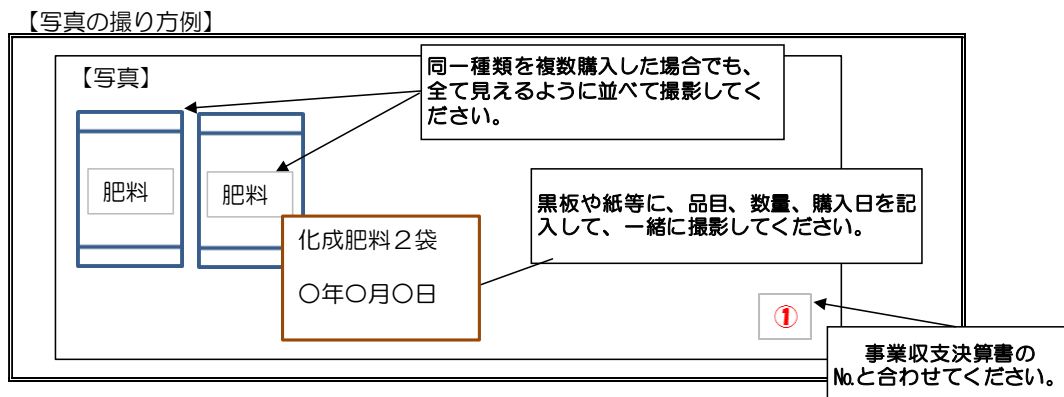 【写真の撮り方例】
【写真】
同一種類を複数購入した場合でも、
全て見えるように並べて撮影してく
ださい。
肥料
肥料
黒板や紙等に、品目、数量、購入日を記
入して、一緒に撮影してください。
化成肥料２袋
〇年〇月〇日
①
事業収支決算書の
№と合わせてください。